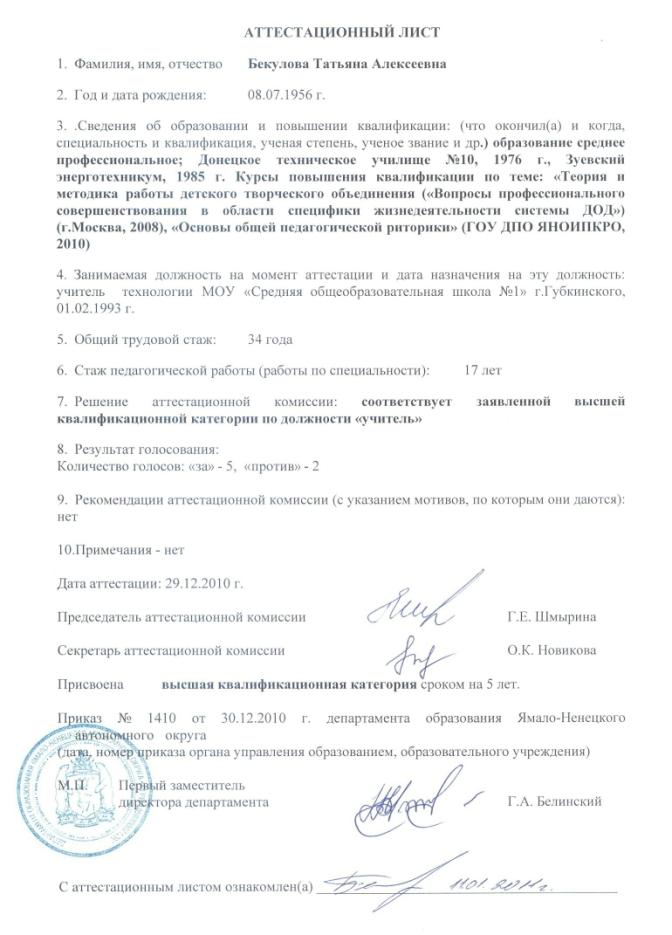 АТТЕСТАЦИОННЫЙ ЛИСТ
1. Фамилия, имя, отчество Бекулова Татьяна Алексеевна
2. Год и дата рождения: 08.07.1956 г.
3. .Сведения об образовании и повышении квалификации: (что окончил(а) и когда,
специальность и квалификация, ученая степень, ученое звание и др.) образование среднее
профессиональное; Донецкое техническое училище №10, 1976 г., Зуевский
энерготехникум, 1985 г. Курсы повышения квалификации по теме: «Теория и
методика работы детского творческого объединения («Вопросы профессионального
совершенствования в области специфики жизнедеятельности системы ДОД»)
(г.Москва, 2008), «Основы общей педагогической риторики» (ГОУ ДПО ЯНОИПКРО,
2010)
4. Занимаемая должность на момент аттестации и дата назначения на эту должность:
учитель технологии МОУ «Средняя общеобразовательная школа №1» г.Губкинского,
01.02.1993 г.
5. Общий трудовой стаж: 34 года
6. Стаж педагогической работы (работы по специальности): 17 лет
7. Решение аттестационной комиссии: соответствует заявленной высшей
квалификационной категории по должности «учитель»
8. Результат голосования:
Количество голосов: «за» - 5, «против» - 2
9. Рекомендации аттестационной комиссии (с указанием мотивов, по которым они даются):
нет
10.Примечания - нет
Дата аттестации: 29.12.2010 г.
Председатель аттестационной комиссии Г.Е. Шмырина
Секретарь аттестационной комиссии О.К. Новикова
Присвоена высшая квалификационная категория сроком на 5 лет.
Приказ № 1410 от 30.12.2010 г. департамента образования Ямало-Ненецкого
автономного округа
(дата, номер приказа органа управления образованием, образовательного учреждения)
М.П. Первый заместитель
директора департамента Г.А. Белинский
С аттестационным листом ознакомлен(а) 11.01.2011г.